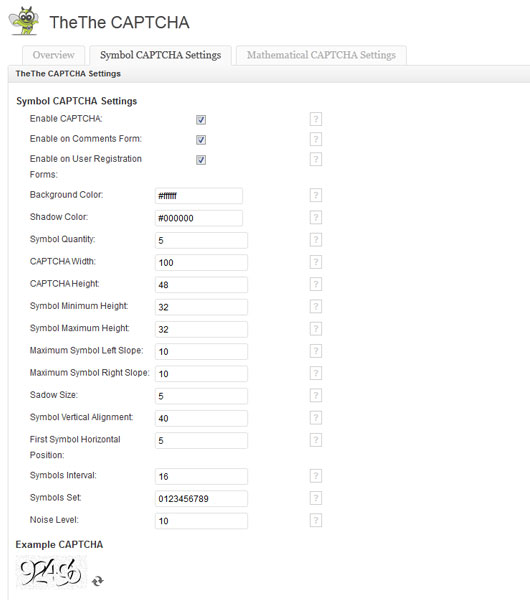 TheThe CAPTCHA
Overview Symbol CAPTCHA Settings Mathematical CAPTCHA Settings
TheThe CAPTCHA Settings
Symbol CAPTCHA Settings
Enable CAPTCHA: ?
Enable on Comments Form: ?
Enable on User Registration ?
Forms:
Background Color: #ffffff ?
Shadow Color: #000000 ?
Symbol Quantity: 5 ?
CAPTCHA Width: 100 ?
CAPTCHA Height: 48 ?
Symbol Minimum Height: 32 ?
Symbol Maximum Height: 32 ?
Maximum Symbol Left Slope: 10 ?
Maximum Symbol Right Slope: 10 ?
Sadow Size: 5 ?
Symbol Vertical Alignment: 40 ?
First Symbol Horizontal 5 ?
Position:
Symbols Interval: 16 ?
Symbols Set: 0123456789 ?
Noise Level: 10 ?
Example CAPTCHA